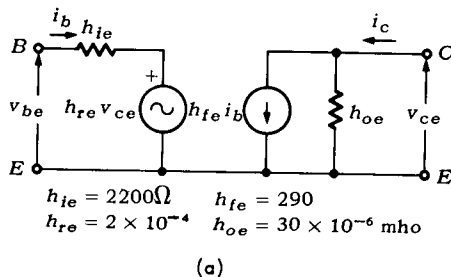 i_b
i_c
B
h_ie
C
+
v_be
h_re v_ce
h_fe i_b
h_oe
v_ce
E
E
h_ie = 2200Ω
h_fe = 290
h_re = 2 × 10⁻⁴
h_oe = 30 × 10⁻⁶ mho
(a)